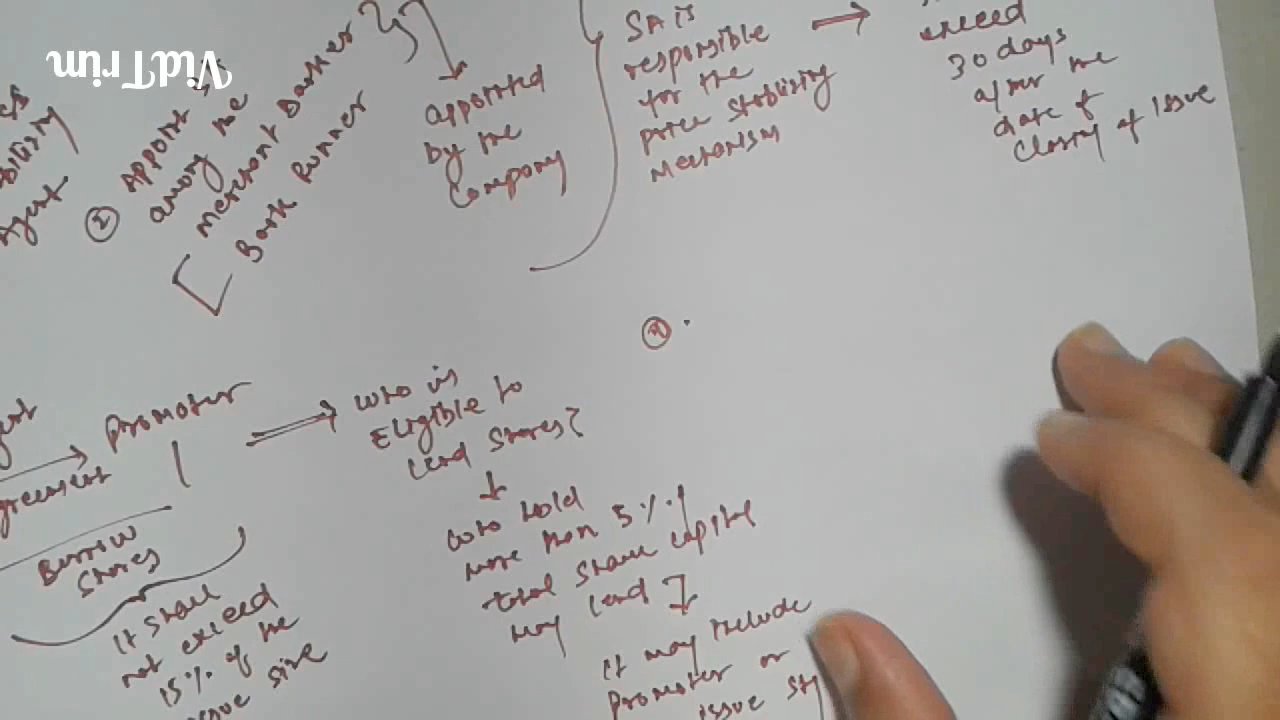 VidTrim
Agent
② Appoint
among the
merchant Banker
Book Runner
appointed
by the
Company
SA is
responsible
for the
price stablising
Mechanism
exceed
30 days
after the
date of
closing of issue
Promoter
Borrow
Shares
it shall
not exceed
15% of the
issue size
who is
Eligible to
lend shares?
who hold
more than 5%
total share capital
may lend
it may include
Promoter or
issue